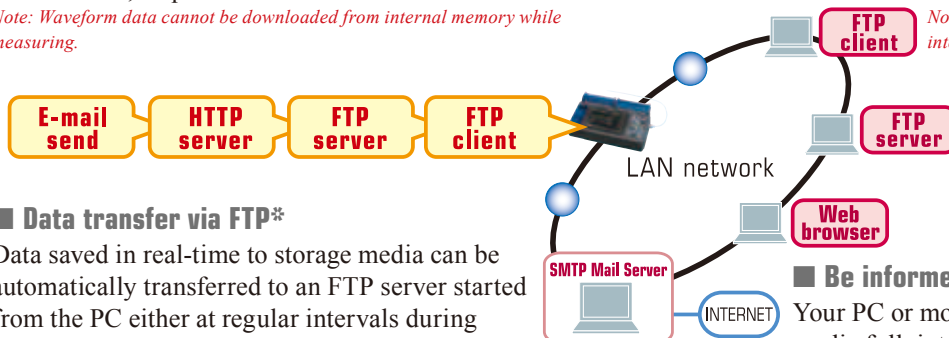 Note: Waveform data cannot be downloaded from internal memory while
measuring.
FTP
client
E-mail
send
HTTP
server
FTP
server
FTP
client
FTP
server
LAN network
Web
browser
■ Data transfer via FTP*
Data saved in real-time to storage media can be
automatically transferred to an FTP server started
from the PC either at regular intervals during
SMTP Mail Server
INTERNET
■ Be
Your PC or